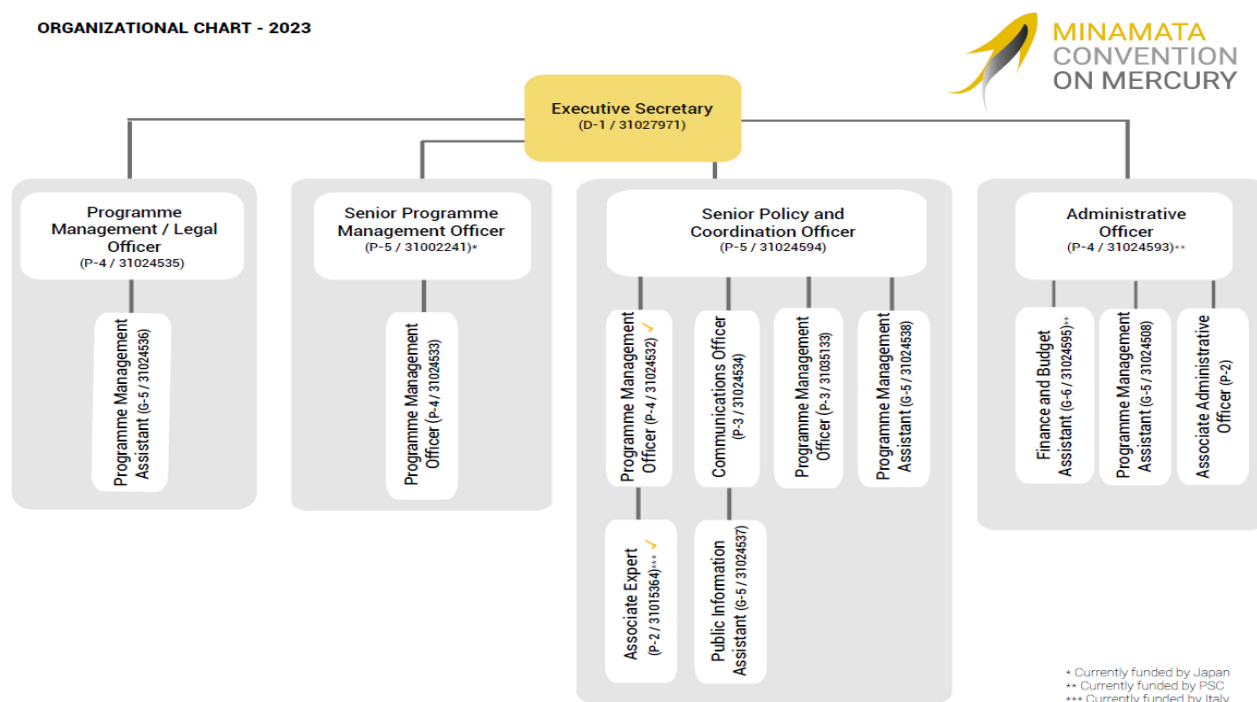 ORGANIZATIONAL CHART - 2023
MINAMATA
CONVENTION
ON MERCURY
Executive Secretary
(D-1 / 31027971)
Programme
Management / Legal
Officer
(P-4 / 31024535)
Programme Management
Assistant (G-5 / 31024536)
Senior Programme
Management Officer
(P-5 / 31002241)*
Programme Management
Officer (P-4 / 31024533)
Senior Policy and
Coordination Officer
(P-5 / 31024594)
Programme Management
Officer (P-4 / 31024532) ✓
Associate Expert
(P-2 / 31015364)*** ✓
Communications Officer
(P-3 / 31024534)
Public Information
Assistant (G-5 / 31024537)
Programme Management
Officer (P-3 / 31035133)
Programme Management
Assistant (G-5 / 31024538)
Administrative
Officer
(P-4 / 31024593)**
Finance and Budget
Assistant (G-6 / 31024595)**
Programme Management
Assistant (G-5 / 31024508)
Associate Administrative
Officer (P-2)
* Currently funded by Japan
** Currently funded by PSC
*** Currently funded by Italy